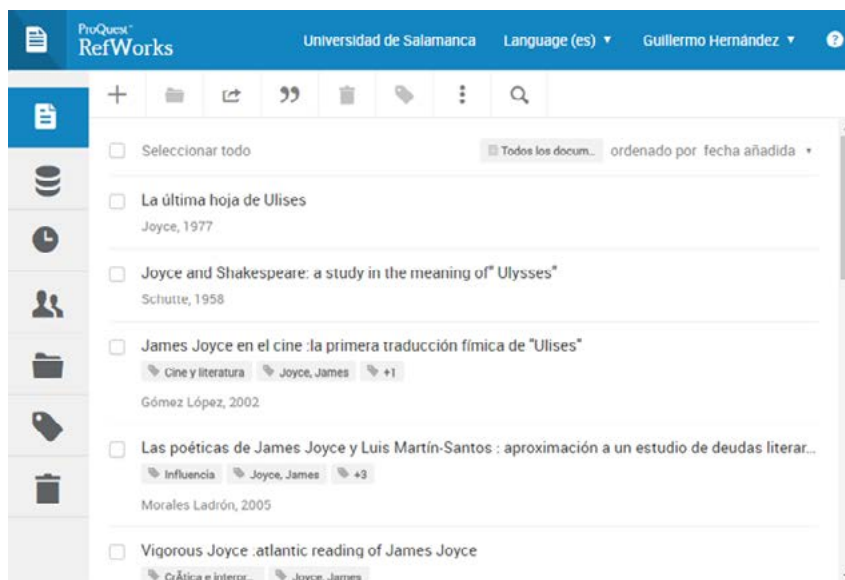 ProQuest
RefWorks
Universidad de Salamanca Language (es) Guillermo Hernández ?
Seleccionar todo Todos los docum... ordenado por fecha añadida
La última hoja de Ulises
Joyce, 1977
Joyce and Shakespeare: a study in the meaning of" Ulysses"
Schutte, 1958
James Joyce en el cine :la primera traducción fímica de "Ulises"
Cine y literatura Joyce, James +1
Gómez López, 2002
Las poéticas de James Joyce y Luis Martín-Santos : aproximación a un estudio de deudas literar...
Influencia Joyce, James +3
Morales Ladrón, 2005
Vigorous Joyce :atlantic reading of James Joyce
CrÃtica e interpr... Joyce, James